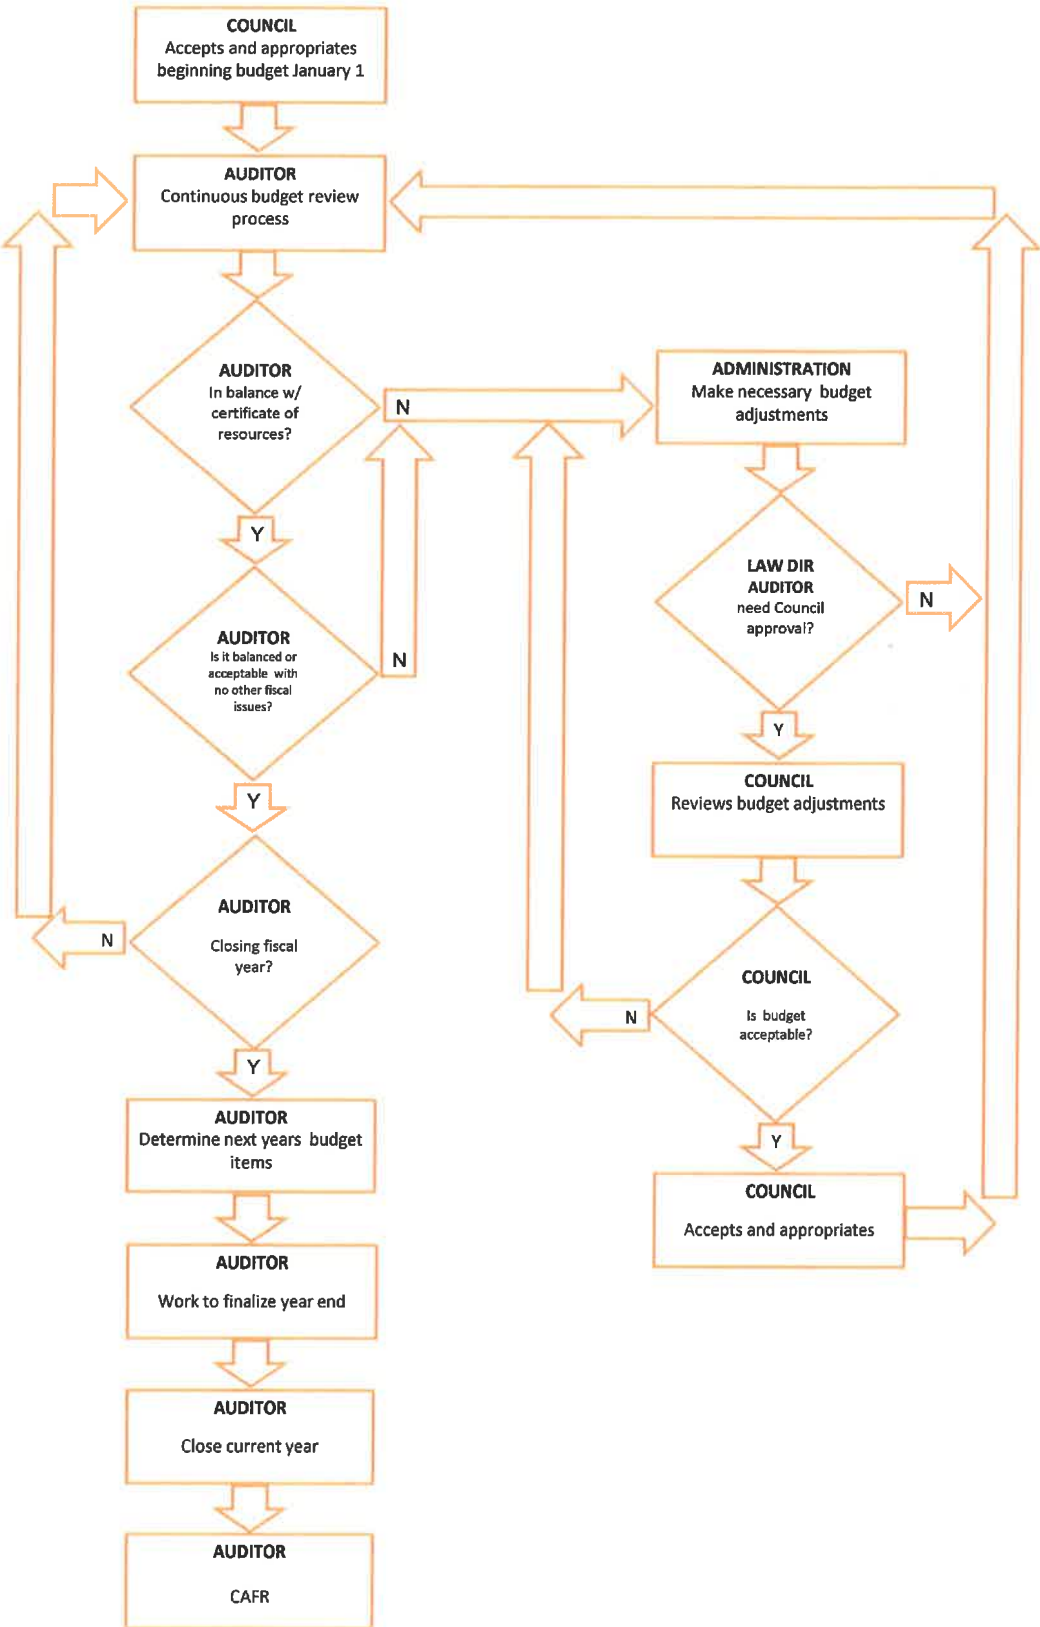 COUNCIL
Accepts and appropriates
beginning budget January 1
AUDITOR
Continuous budget review
process
AUDITOR
In balance w/
certificate of
resources?
N
Y
AUDITOR
Is it balanced or
acceptable with
no other fiscal
issues?
N
Y
AUDITOR
Closing fiscal
year?
N
Y
AUDITOR
Determine next years budget
items
AUDITOR
Work to finalize year end
AUDITOR
Close current year
AUDITOR
CAFR
ADMINISTRATION
Make necessary budget
adjustments
LAW DIR
AUDITOR
need Council
approval?
N
Y
COUNCIL
Reviews budget adjustments
COUNCIL
Is budget
acceptable?
N
Y
COUNCIL
Accepts and appropriates